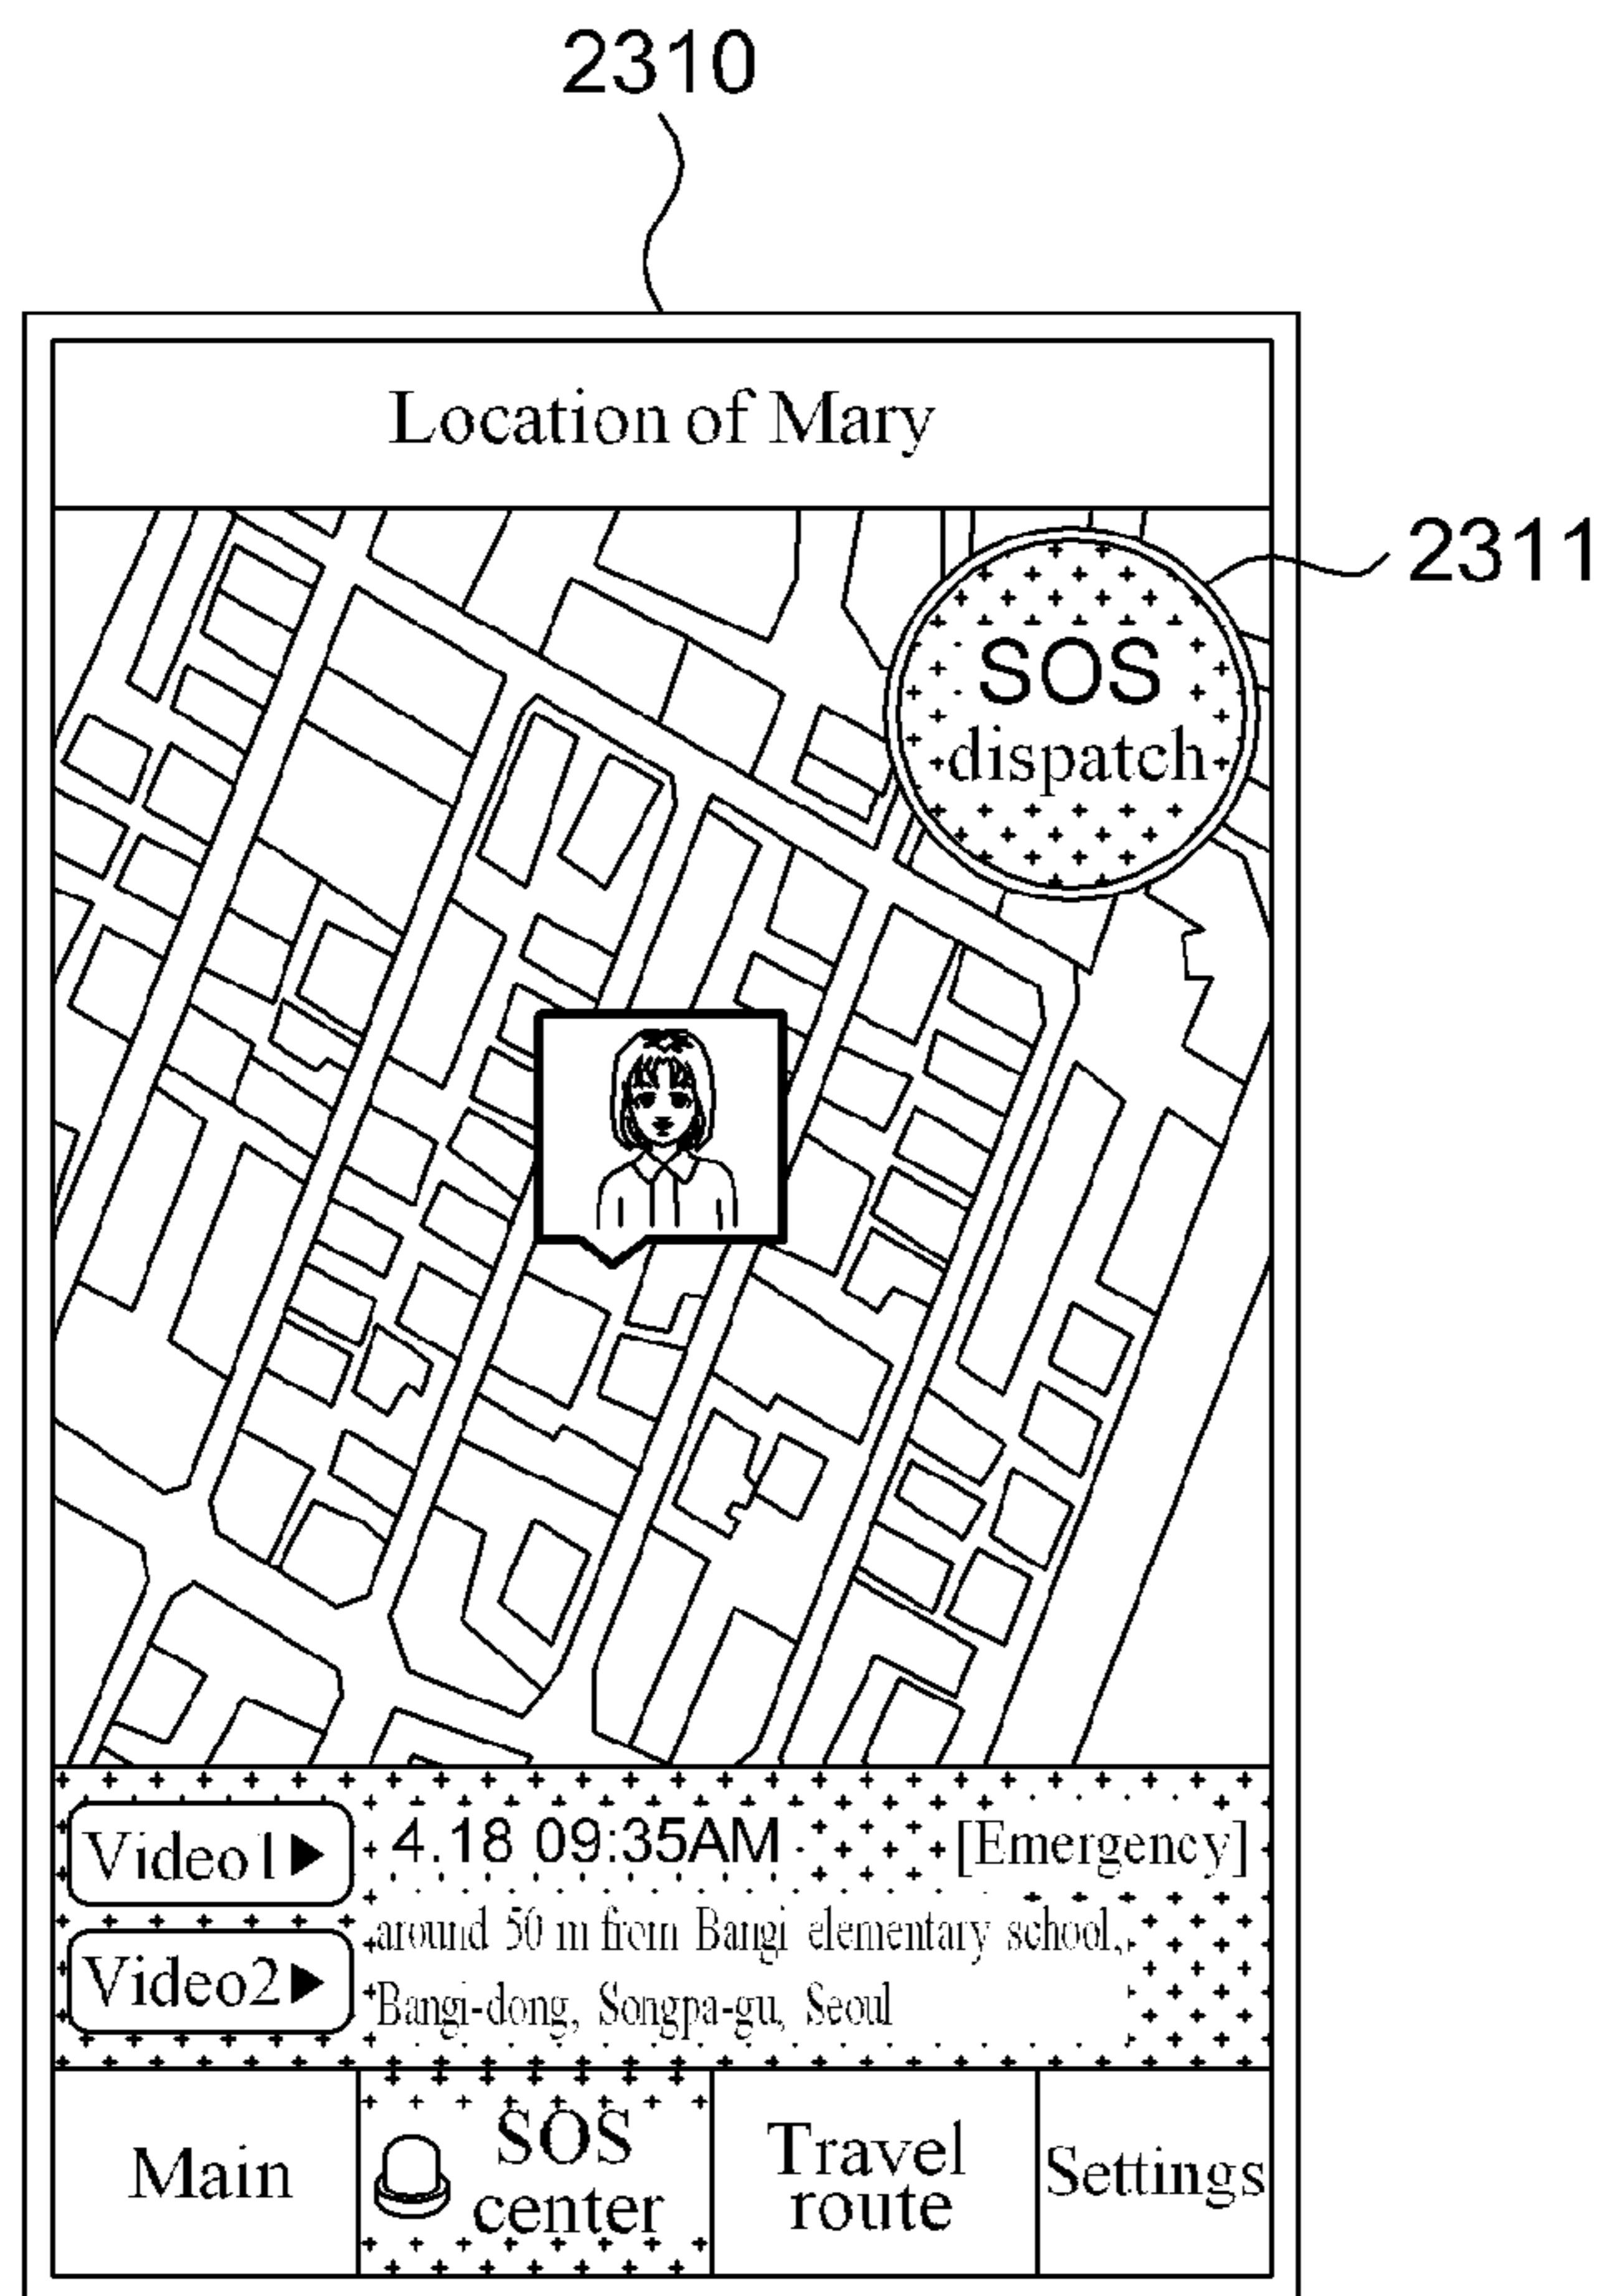 2310
Location of Mary
2311
SOS
dispatch
Video1
4.18 09:35AM
[Emergency]
Video2
around 50 m from Bangi elementary school,
Bangi-dong, Songpa-gu, Seoul
Main
SOS
center
Travel
route
Settings